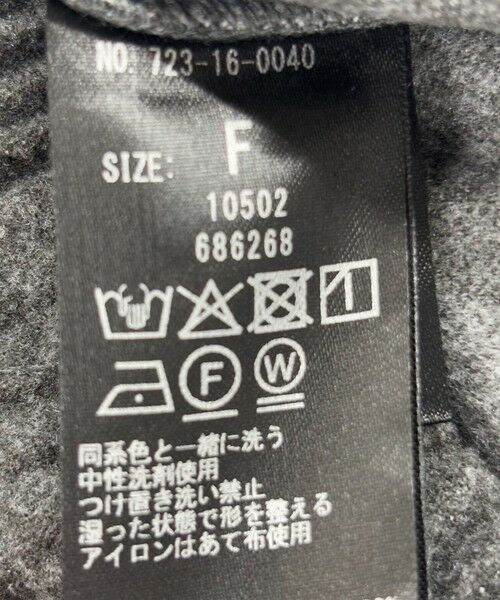 NO. 723-16-0040
SIZE: F
10502
686268
F W
同系色と一緒に洗う
中性洗剤使用
つけ置き洗い禁止
湿った状態で形を整える
アイロンはあて布使用